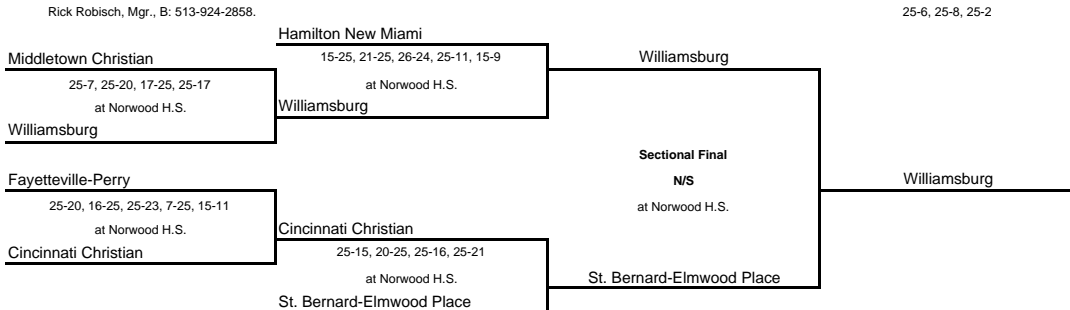 Rick Robisch, Mgr., B: 513-924-2858.
25-6, 25-8, 25-2
Hamilton New Miami
Middletown Christian
15-25, 21-25, 26-24, 25-11, 15-9
Williamsburg
25-7, 25-20, 17-25, 25-17
at Norwood H.S.
at Norwood H.S.
Williamsburg
Williamsburg
Sectional Final
Fayetteville-Perry
N/S
Williamsburg
25-20, 16-25, 25-23, 7-25, 15-11
at Norwood H.S.
at Norwood H.S.
Cincinnati Christian
Cincinnati Christian
25-15, 20-25, 25-16, 25-21
at Norwood H.S.
St. Bernard-Elmwood Place
St. Bernard-Elmwood Place